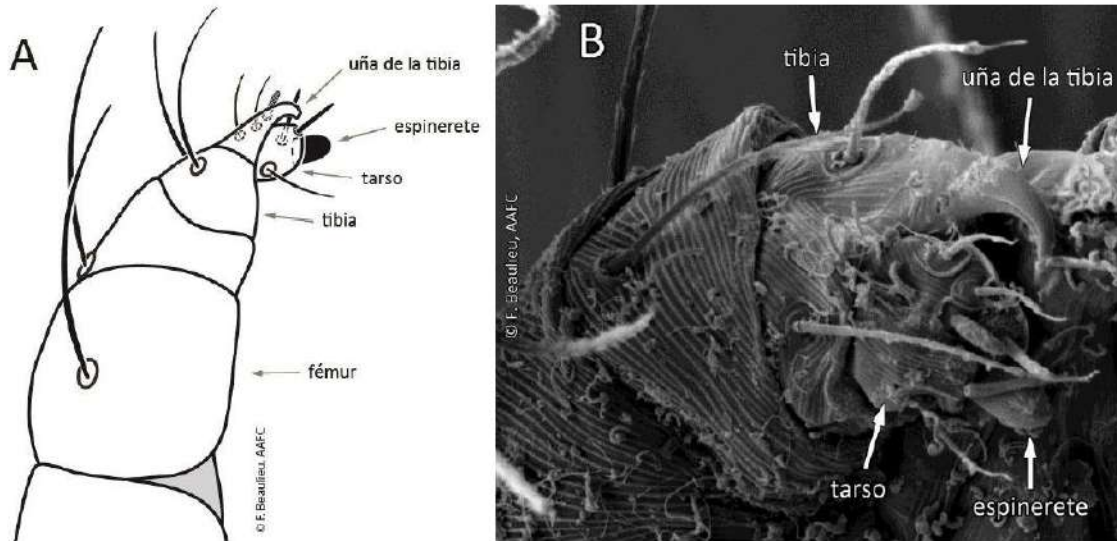 A
uña de la tibia
espinerete
tarso
tibia
fémur
© F. Beaulieu, AAFC
B
tibia
uña de la tibia
© F. Beaulieu, AAFC
tarso
espinerete